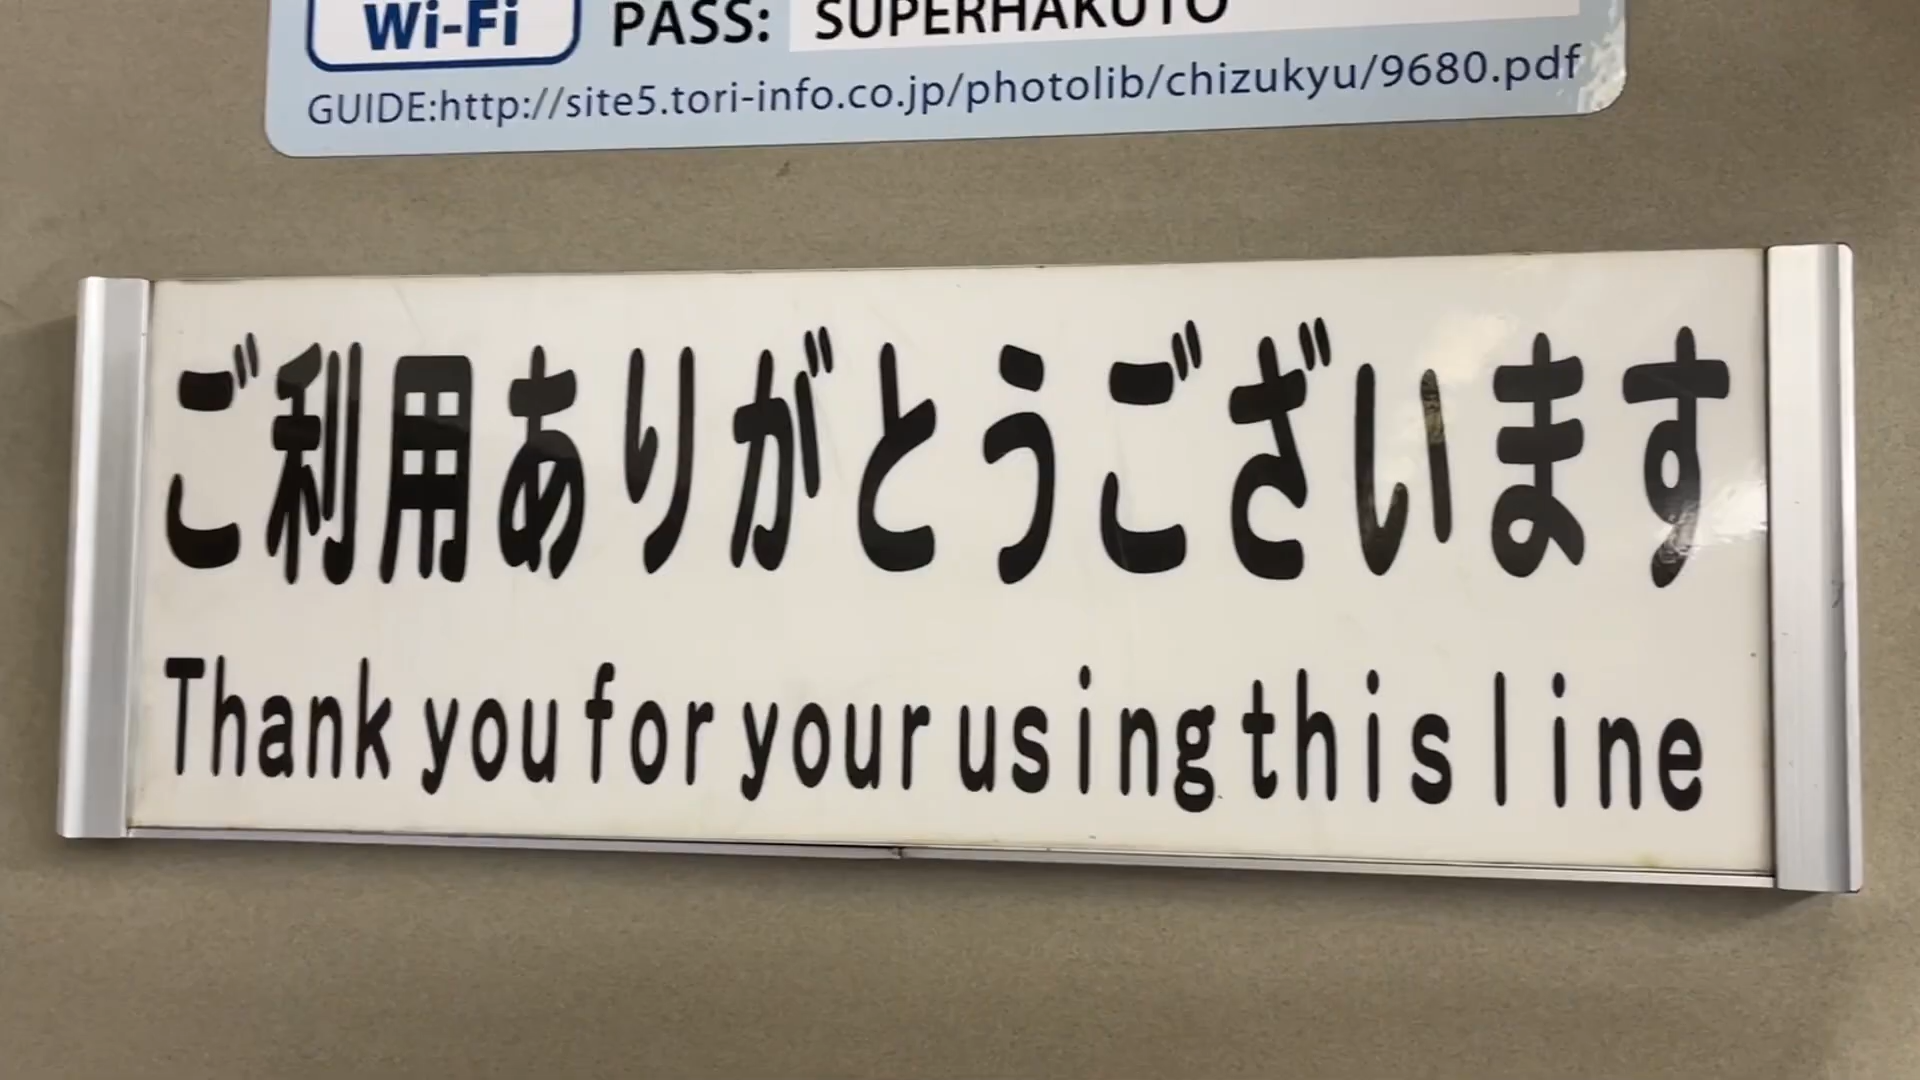 Wi-Fi PASS: SUPERHAKUTO
GUIDE:http://site5.tori-info.co.jp/photolib/chizukyu/9680.pdf
ご利用ありがとうございます
Thank you for your using this line